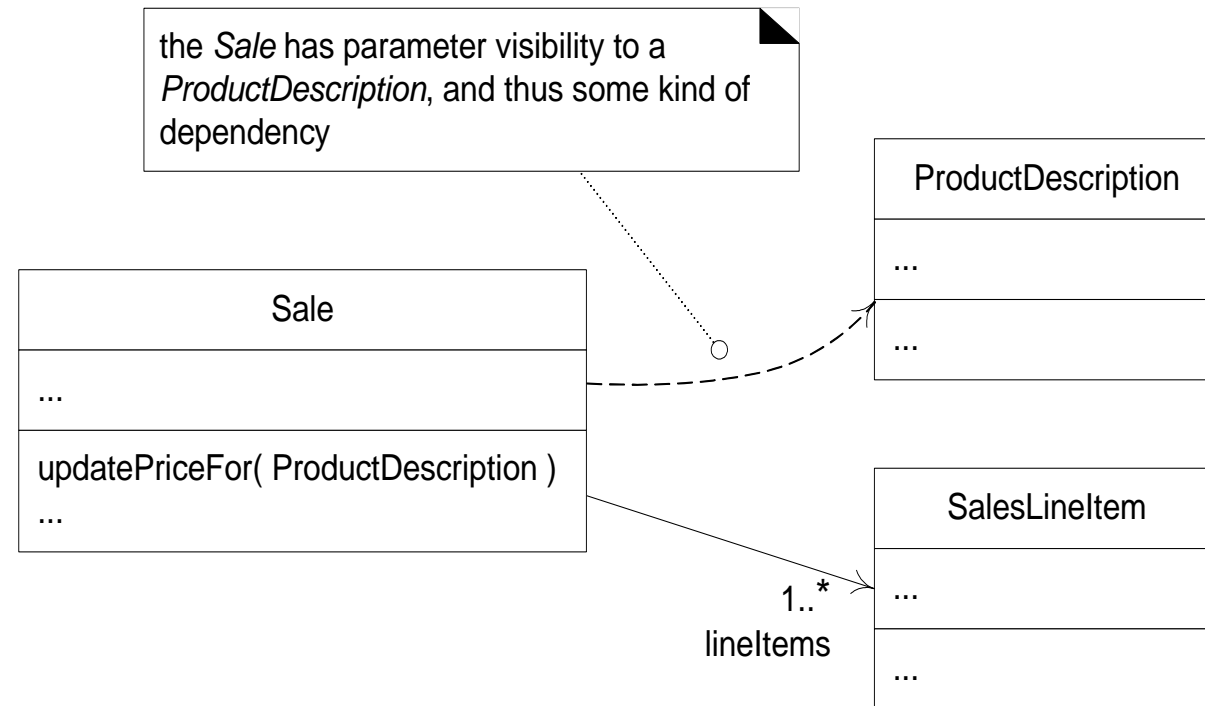 the Sale has parameter visibility to a
ProductDescription, and thus some kind of
dependency
ProductDescription
...
...
Sale
...
updatePriceFor( ProductDescription )
...
SalesLineItem
...
...
1..*
lineItems